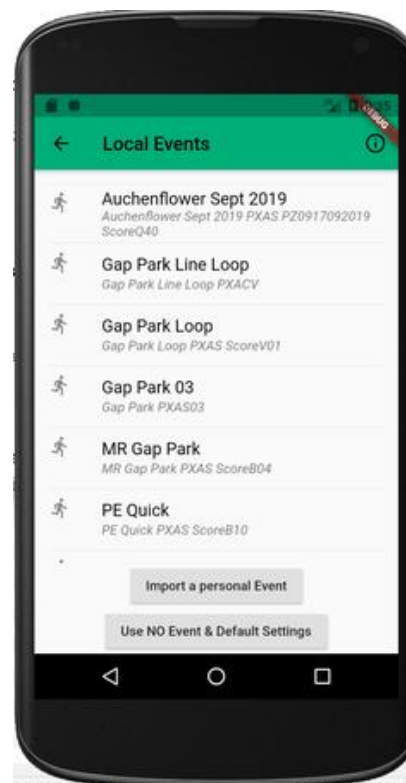 DEBUG
Local Events
Auchenflower Sept 2019
Auchenflower Sept 2019 PXAS PZ0917092019
ScoreQ40
Gap Park Line Loop
Gap Park Line Loop PXACV
Gap Park Loop
Gap Park Loop PXAS ScoreV01
Gap Park 03
Gap Park PXAS03
MR Gap Park
MR Gap Park PXAS ScoreB04
PE Quick
PE Quick PXAS ScoreB10
Import a personal Event
Use NO Event & Default Settings